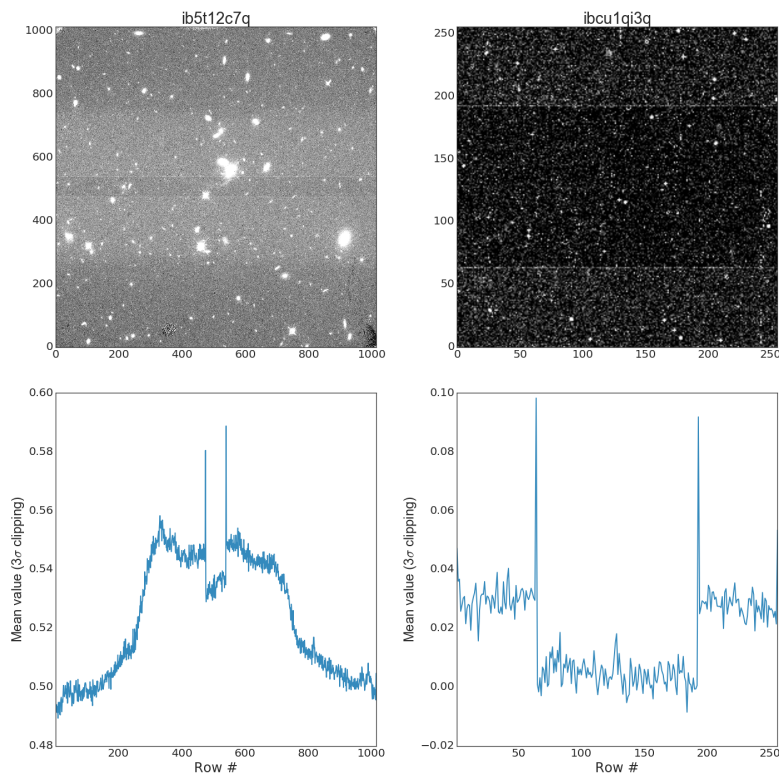 ib5t12c7q
1000
800
600
400
200
0
0 200 400 600 800 1000
ibcu1qi3q
250
200
150
100
50
0
0 50 100 150 200 250
0.60
0.58
0.56
0.54
0.52
0.50
0.48
Mean value (3σ clipping)
200 400 600 800 1000
Row #
0.10
0.08
0.06
0.04
0.02
0.00
−0.02
Mean value (3σ clipping)
50 100 150 200 250
Row #